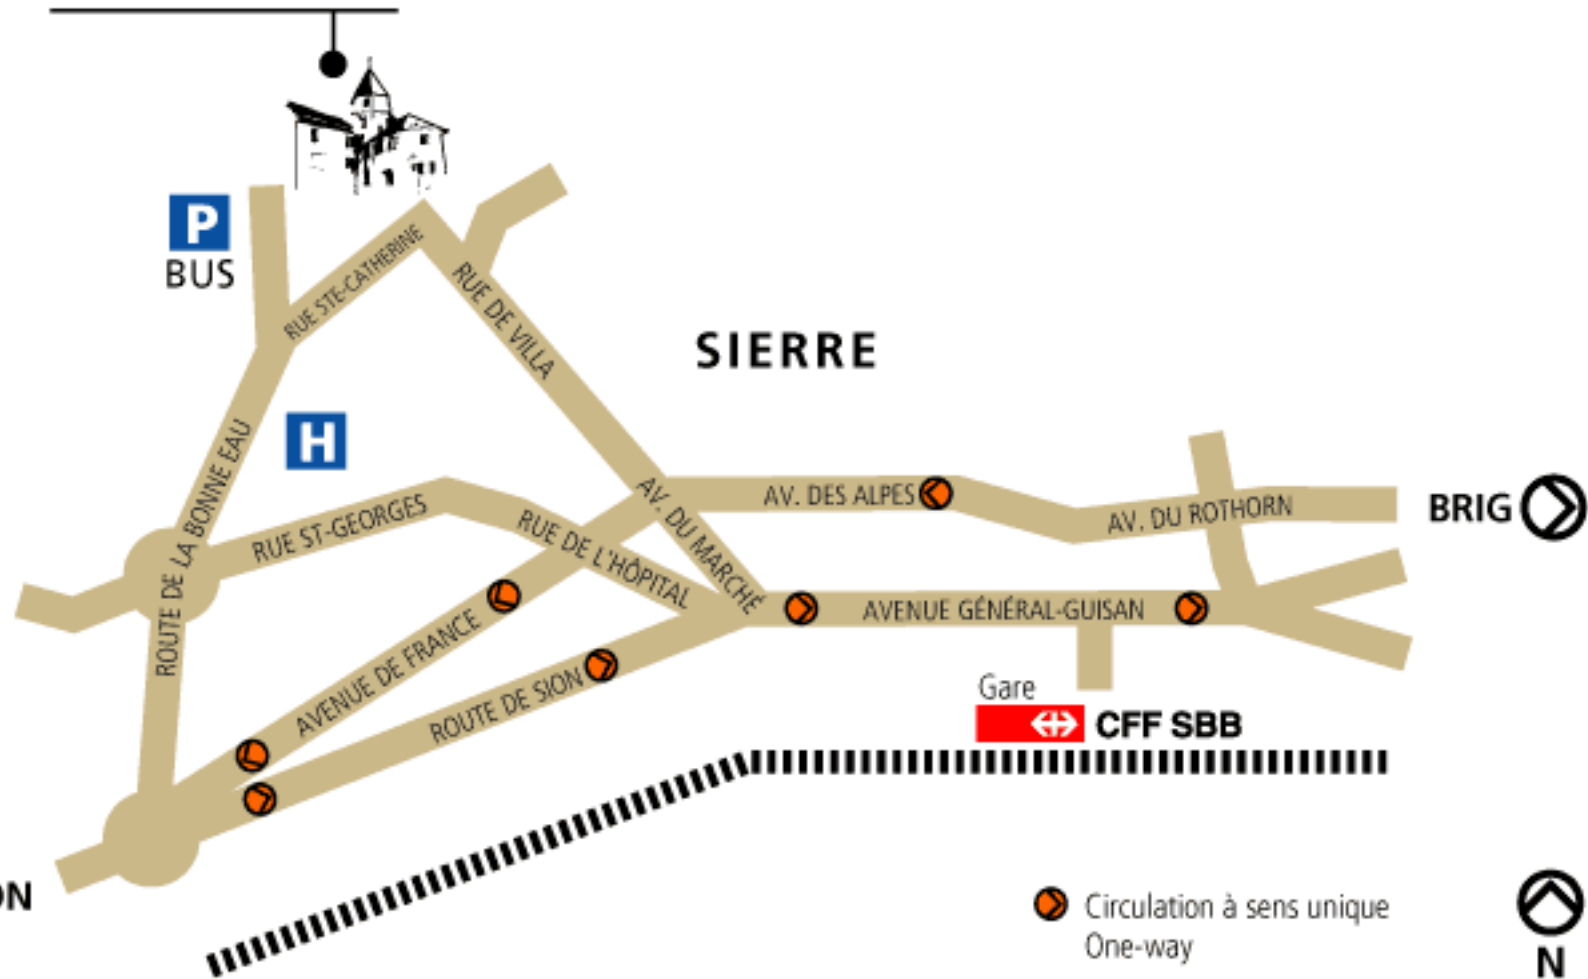 P
BUS
RUE STE-CATHERINE
RUE DE VILLA
SIERRE
H
ROUTE DE LA BONNE EAU
RUE ST-GEORGES
RUE DE L'HÔPITAL
AV. DU MARCHÉ
AV. DES ALPES
AV. DU ROTHORN
BRIG
AVENUE DE FRANCE
ROUTE DE SION
AVENUE GÉNÉRAL-GUISAN
Gare
CFF SBB
ON
Circulation à sens unique
One-way
N